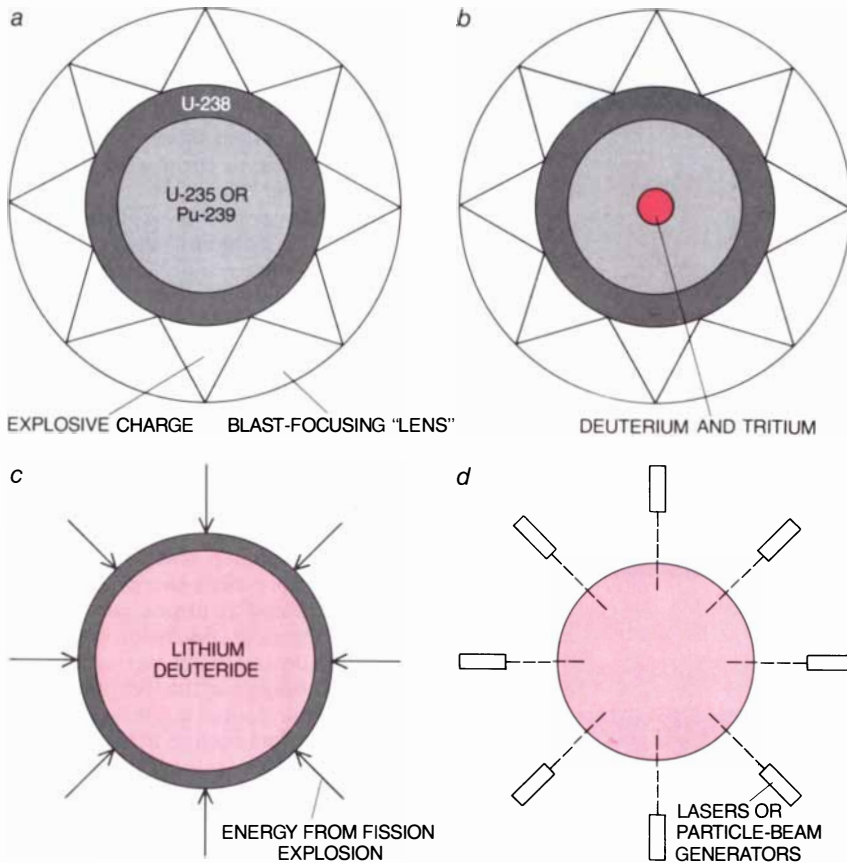 a
b
U-238
U-235 OR
Pu-239
EXPLOSIVE CHARGE
BLAST-FOCUSING “LENS”
DEUTERIUM AND TRITIUM
c
d
LITHIUM
DEUTERIDE
ENERGY FROM FISSION
EXPLOSION
LASERS OR
PARTICLE-BEAM
GENERATORS